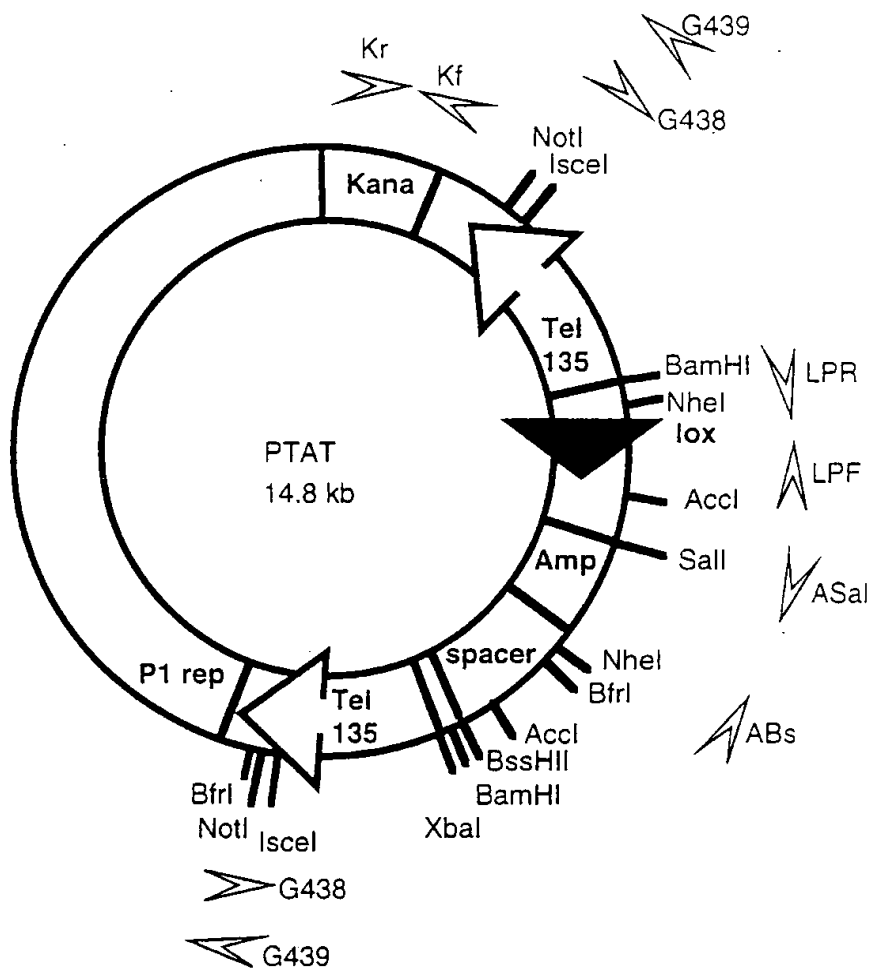 G439
Kr
Kf
G438
NotI
IsceI
Kana
Tel
135
BamHI
LPR
NheI
lox
PTAT
14.8 kb
LPF
AccI
SalI
Amp
ASal
spacer
NheI
BfrI
P1 rep
Tel
135
AccI
ABs
BssHII
BamHI
XbaI
BfrI
NotI
IsceI
G438
G439